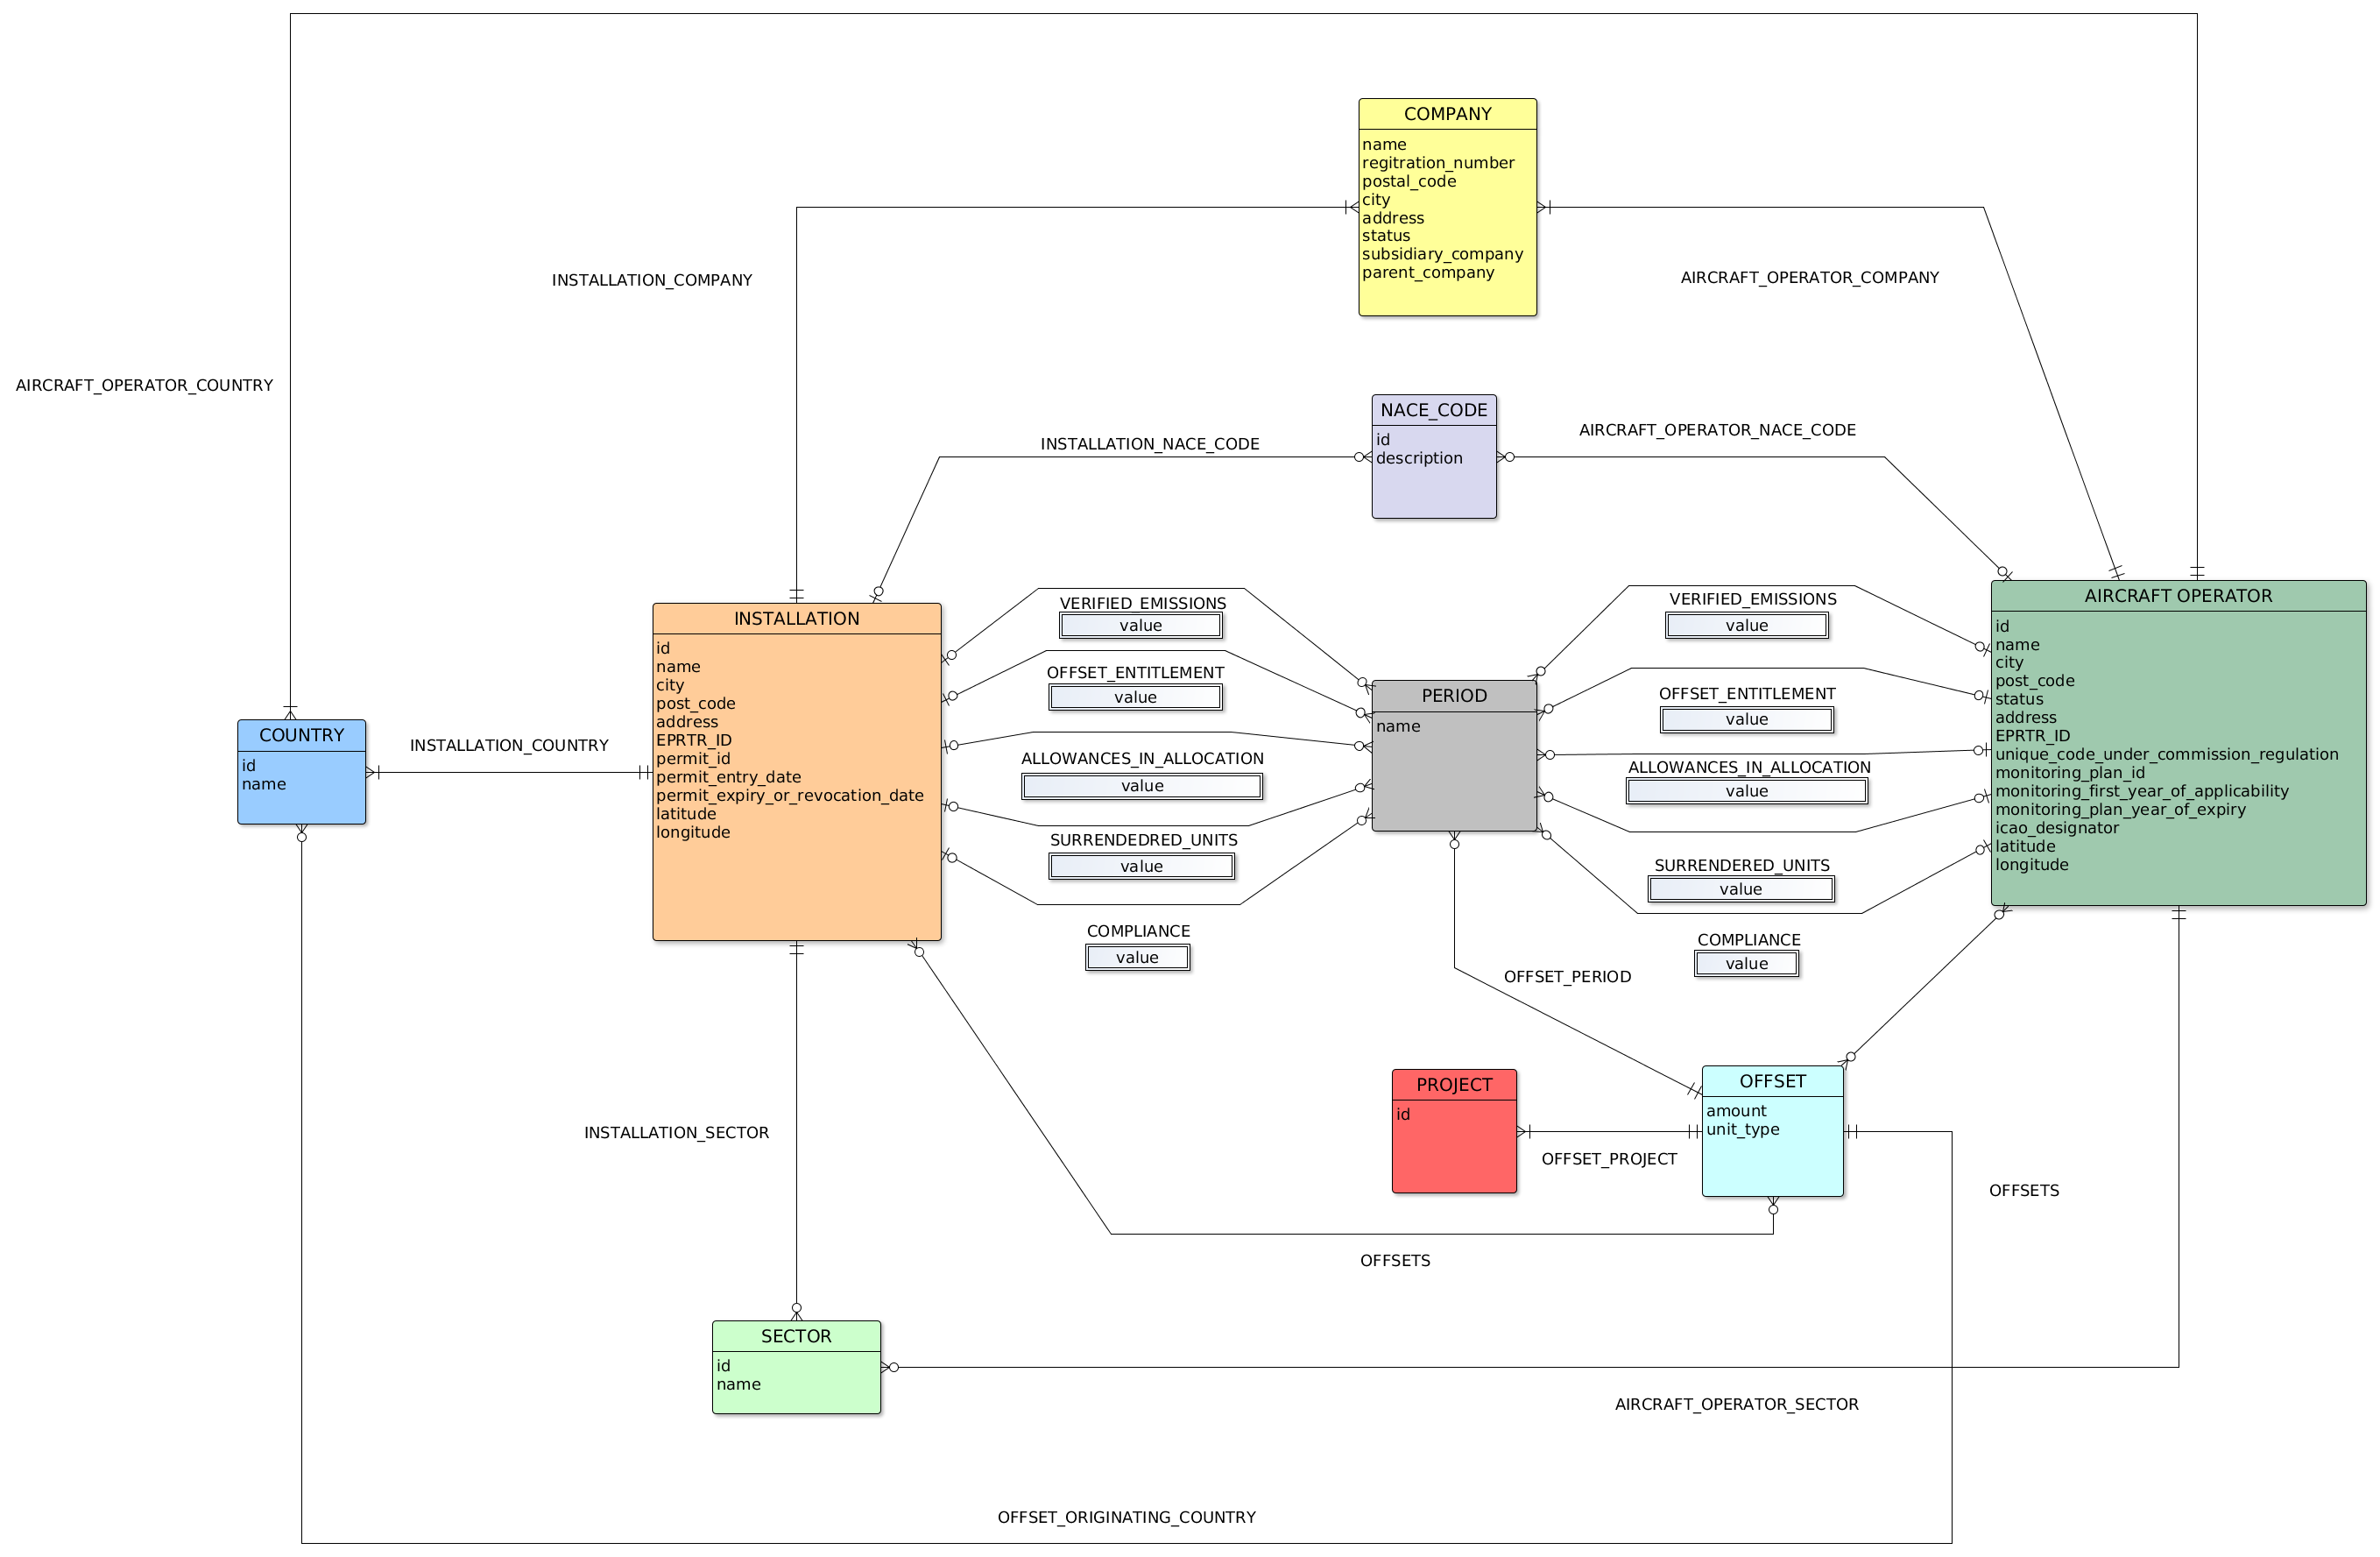 COMPANY
name
regitration_number
postal_code
city
address
status
subsidiary_company
parent_company
INSTALLATION_COMPANY
AIRCRAFT_OPERATOR_COMPANY
AIRCRAFT_OPERATOR_COUNTRY
NACE_CODE
id
description
INSTALLATION_NACE_CODE
AIRCRAFT_OPERATOR_NACE_CODE
INSTALLATION
id
name
city
post_code
address
EPRTR_ID
permit_id
permit_entry_date
permit_expiry_or_revocation_date
latitude
longitude
VERIFIED_EMISSIONS
value
OFFSET_ENTITLEMENT
value
ALLOWANCES_IN_ALLOCATION
value
SURRENDEDRED_UNITS
value
COMPLIANCE
value
PERIOD
name
VERIFIED_EMISSIONS
value
OFFSET_ENTITLEMENT
value
ALLOWANCES_IN_ALLOCATION
value
SURRENDERED_UNITS
value
COMPLIANCE
value
AIRCRAFT OPERATOR
id
name
city
post_code
status
address
EPRTR_ID
unique_code_under_commission_regulation
monitoring_plan_id
monitoring_first_year_of_applicability
monitoring_plan_year_of_expiry
icao_designator
latitude
longitude
COUNTRY
id
name
INSTALLATION_COUNTRY
OFFSET_PERIOD
PROJECT
id
OFFSET
amount
unit_type
OFFSET_PROJECT
INSTALLATION_SECTOR
OFFSETS
OFFSETS
SECTOR
id
name
AIRCRAFT_OPERATOR_SECTOR
OFFSET_ORIGINATING_COUNTRY